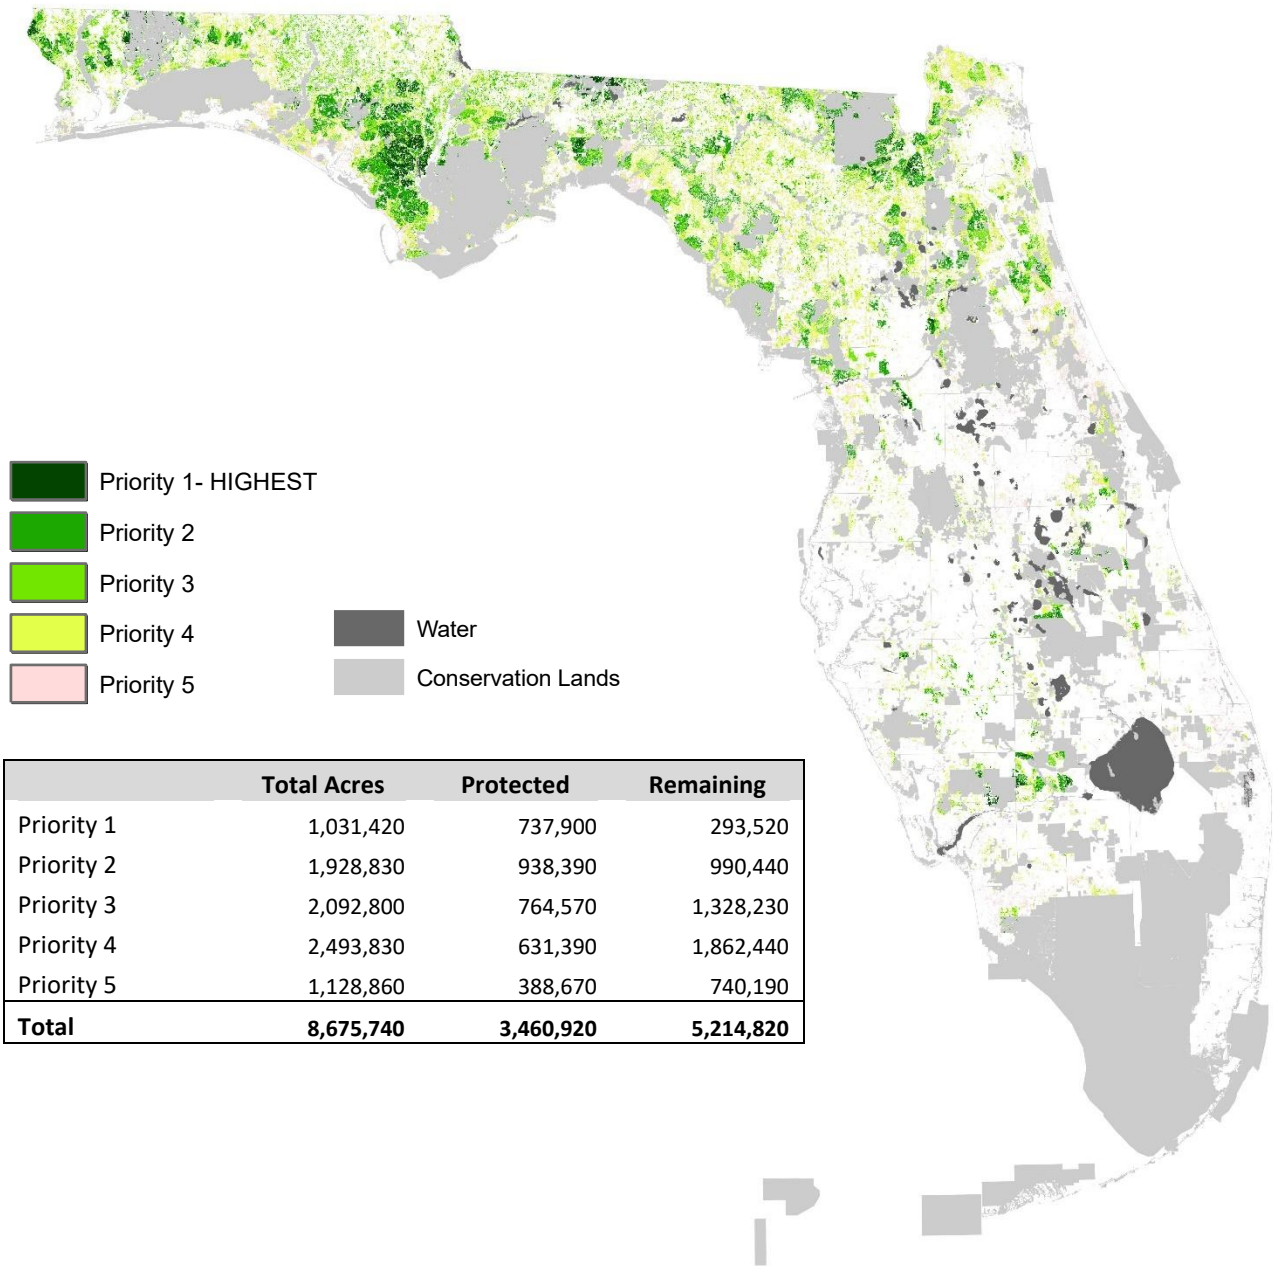 Priority 1- HIGHEST
Priority 2
Priority 3
Priority 4
Priority 5
Water
Conservation Lands
Total Acres Protected Remaining
Priority 1 1,031,420 737,900 293,520
Priority 2 1,928,830 938,390 990,440
Priority 3 2,092,800 764,570 1,328,230
Priority 4 2,493,830 631,390 1,862,440
Priority 5 1,128,860 388,670 740,190
Total 8,675,740 3,460,920 5,214,820